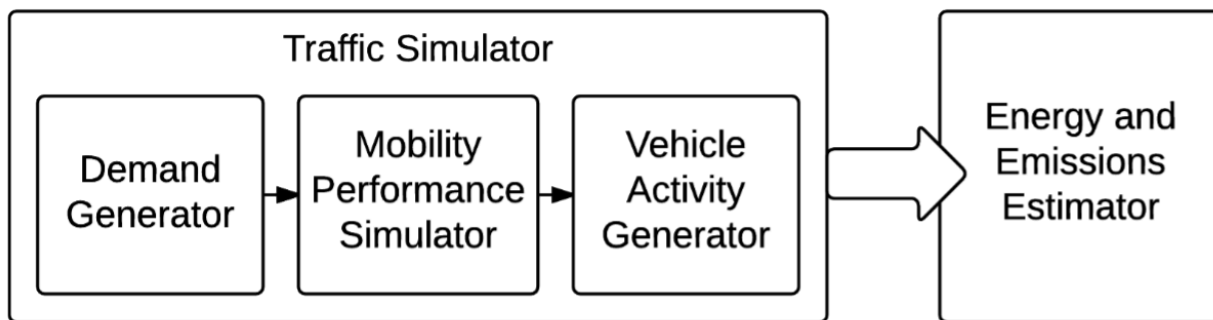 Traffic Simulator
Demand
Generator
Mobility
Performance
Simulator
Vehicle
Activity
Generator
Energy and
Emissions
Estimator